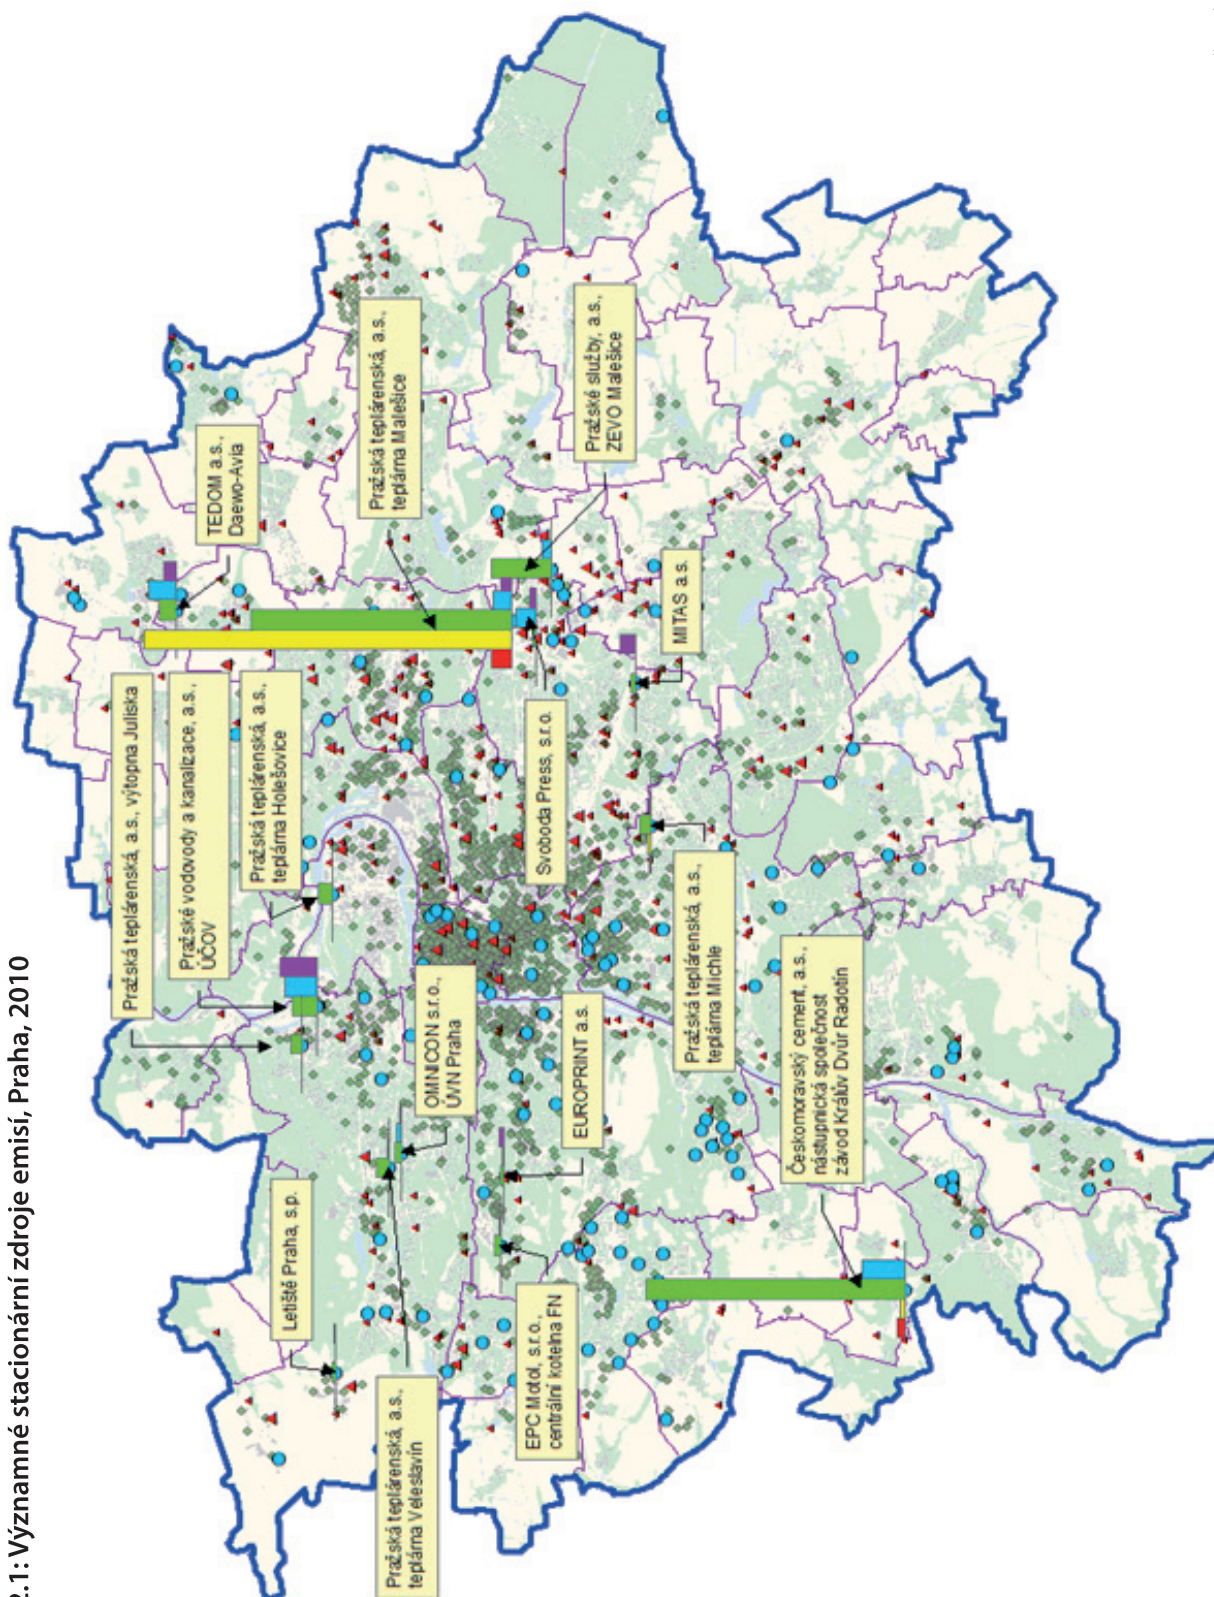 2.1: Významné stacionární zdroje emisí, Praha, 2010
Letiště Praha, s.p.
Pražská teplárenská, a.s., výtopna Juliska
Pražské vodovody a kanalizace, a.s.,
ÚČOV
Pražská teplárenská, a.s.,
teplárna Holešovice
TEDOM a.s.,
Daewo-Avia
Pražská teplárenská, a.s.,
teplárna Malešice
Pražská teplárenská, a.s.,
teplárna Veleslavín
OMNICON s.r.o.,
ÚVN Praha
EPC Motol, s.r.o.,
centrální kotelna FN
EUROPRINT a.s.
Svoboda Press, s.r.o.
Pražské služby, a.s.,
ZEVO Malešice
Pražská teplárenská, a.s.,
teplárna Michle
MITAS a.s.
Českomoravský cement, a.s.,
nástupnická společnost
závod Králův Dvůr Radotín